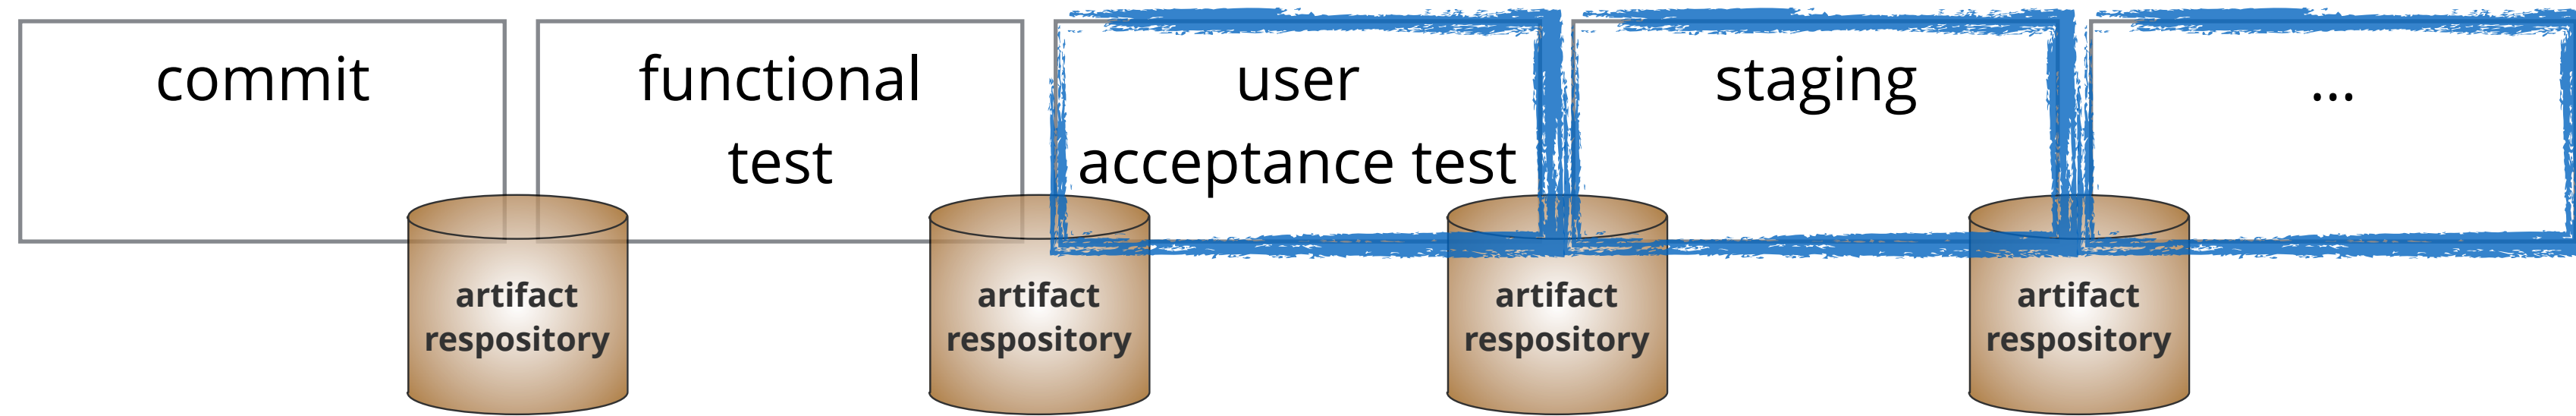 commit
functional
test
user
acceptance test
staging
...
artifact
respository
artifact
respository
artifact
respository
artifact
respository